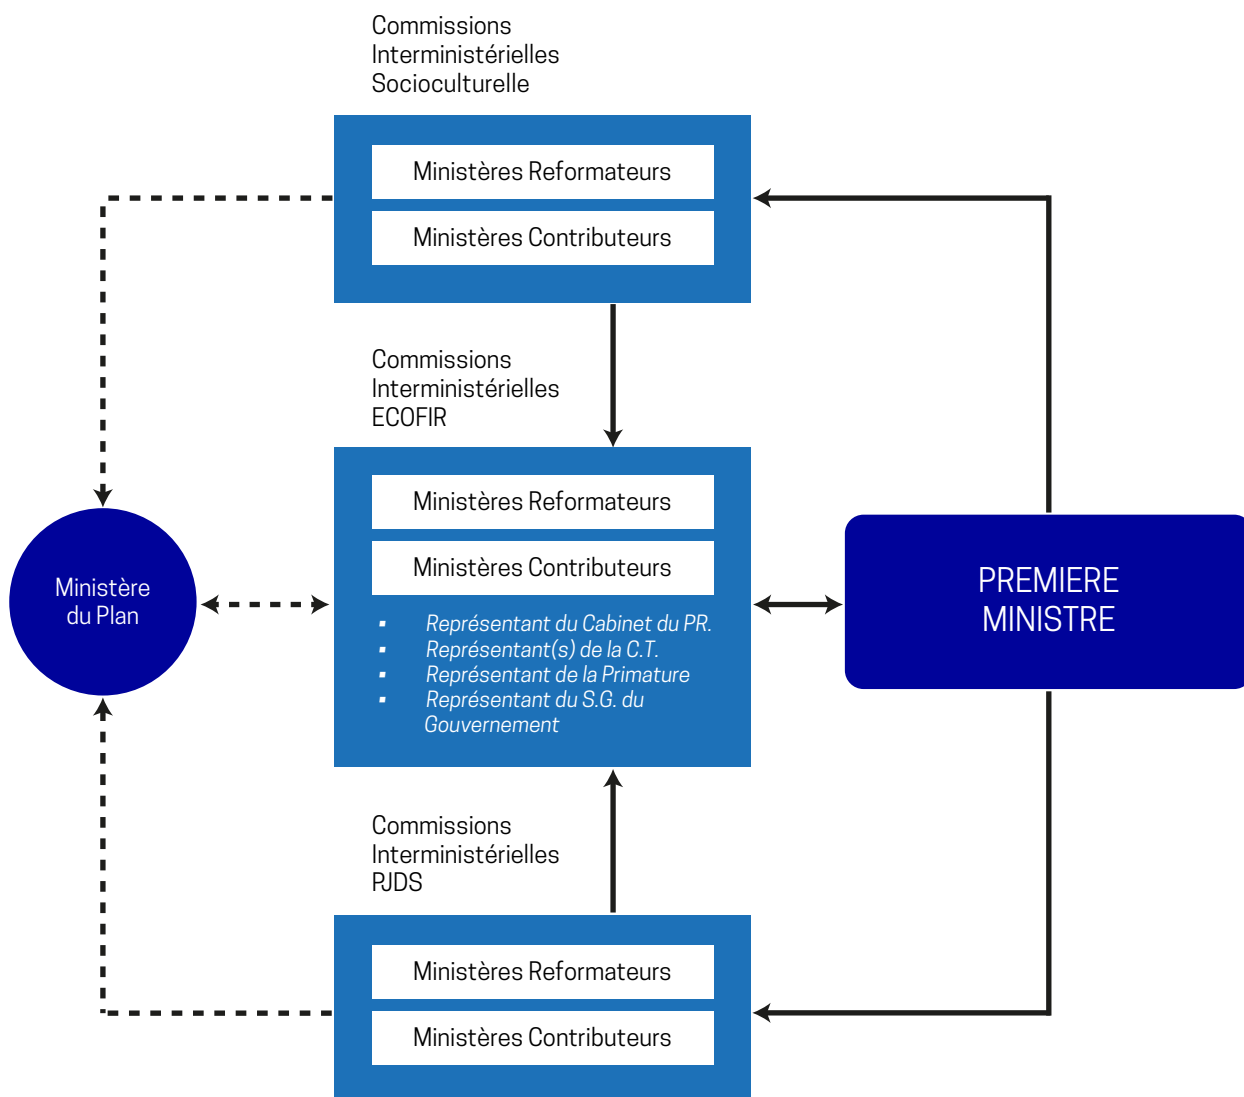 Commissions
Interministérielles
Socioculturelle
Ministères Reformateurs
Ministères Contributeurs
Commissions
Interministérielles
ECOFIR
Ministères Reformateurs
Ministères Contributeurs
▪ Représentant du Cabinet du PR.
▪ Représentant(s) de la C.T.
▪ Représentant de la Primature
▪ Représentant du S.G. du
Gouvernement
Ministère
du Plan
PREMIERE
MINISTRE
Commissions
Interministérielles
PJDS
Ministères Reformateurs
Ministères Contributeurs